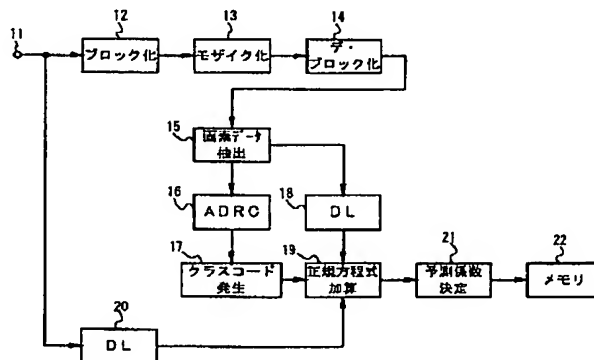 11
12
ブロック化
13
モザイク化
14
デ・
ブロック化
15
画素データ
抽出
16
ADRC
17
クラスコード
発生
18
DL
19
正規方程式
加算
20
DL
21
予測係数
決定
22
メモリ